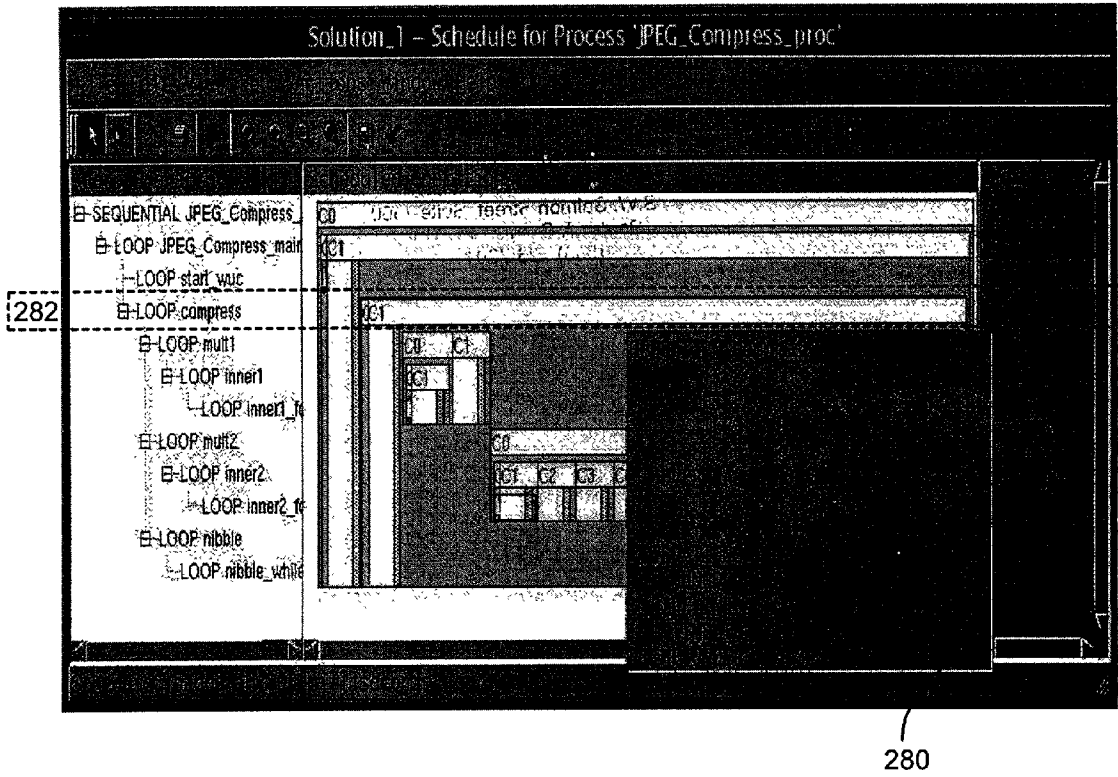 Solution_1 – Schedule for Process 'JPEG_Compress_proc'
SEQUENTIAL JPEG_Compress_ C0
LOOP JPEG_Compress_main C1
LOOP start_wuc
282 LOOP compress C1
LOOP mult1 C0 C1
LOOP inner1 C1
LOOP inner1_fo
LOOP mult2 C0
LOOP inner2 C1 C2 C3
LOOP inner2_fo
LOOP nibble
LOOP nibble_while
280